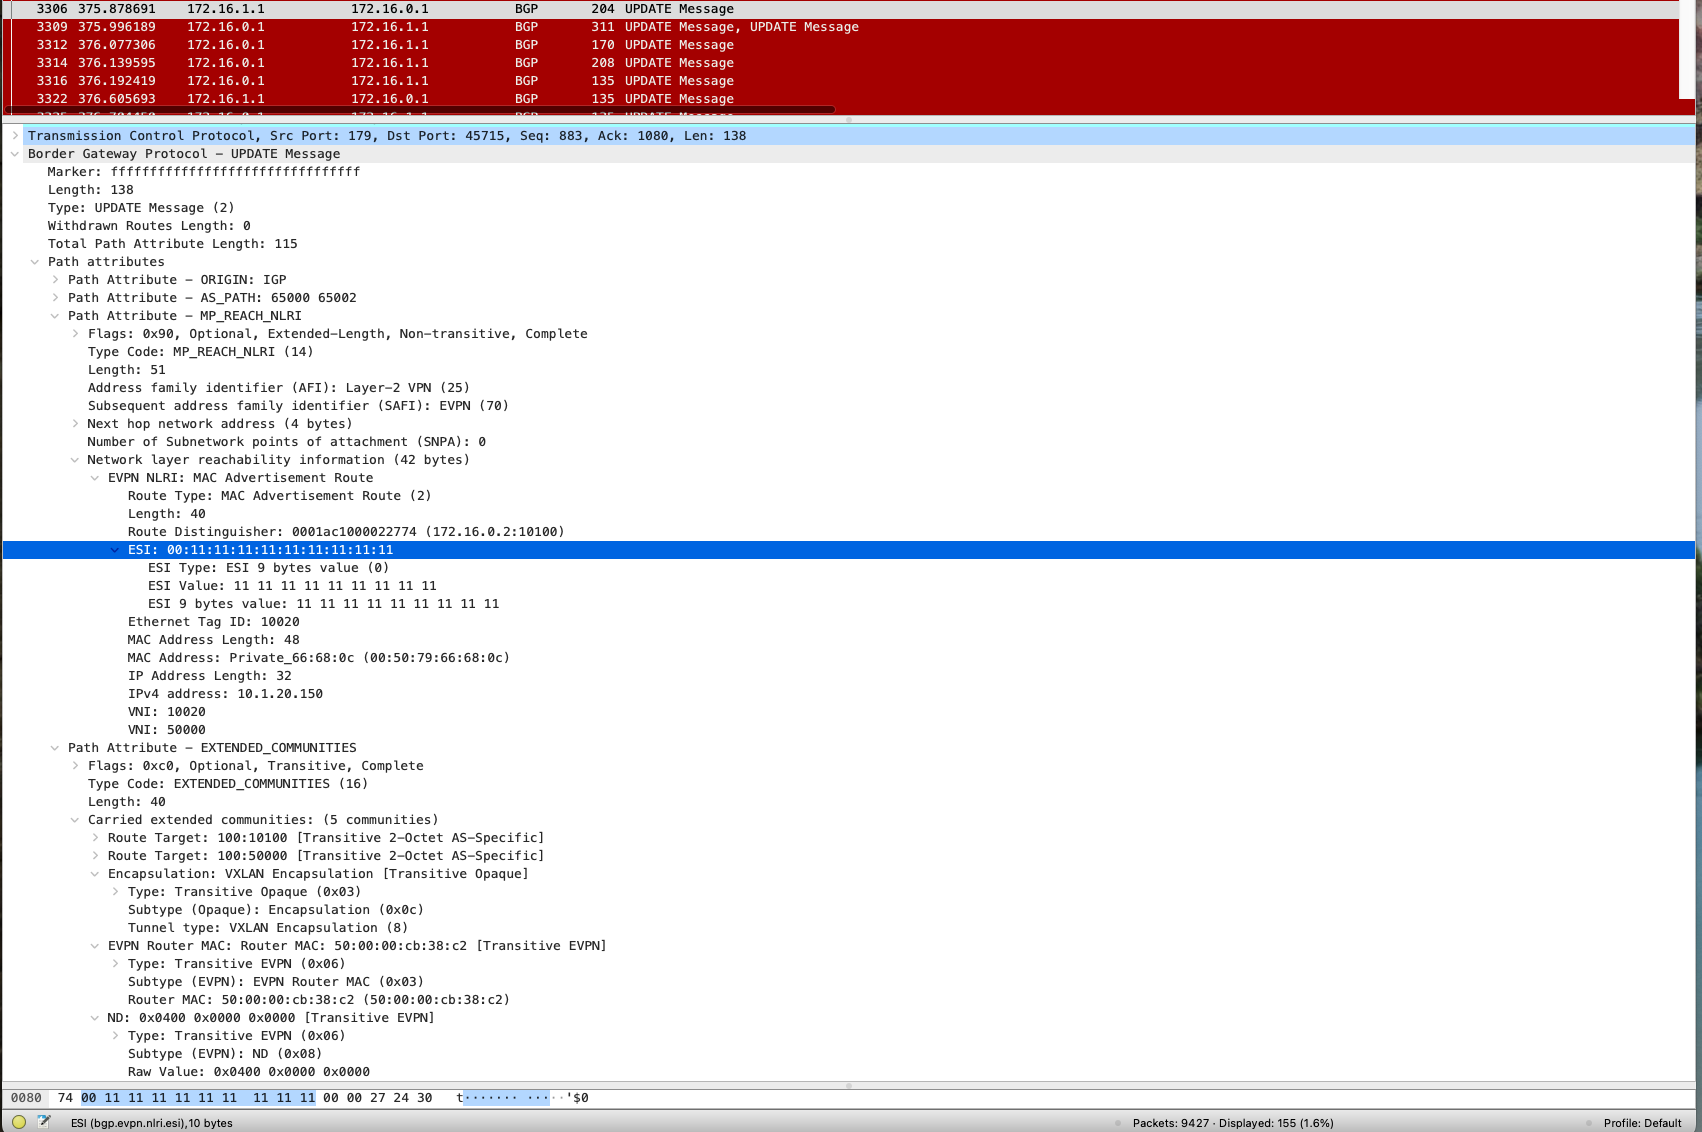 3306 375.878691 172.16.1.1 172.16.0.1 BGP 204 UPDATE Message
3309 375.996189 172.16.0.1 172.16.1.1 BGP 311 UPDATE Message, UPDATE Message
3312 376.077306 172.16.0.1 172.16.1.1 BGP 170 UPDATE Message
3314 376.139595 172.16.0.1 172.16.1.1 BGP 208 UPDATE Message
3316 376.192419 172.16.0.1 172.16.1.1 BGP 135 UPDATE Message
3322 376.605693 172.16.1.1 172.16.0.1 BGP 135 UPDATE Message
Transmission Control Protocol, Src Port: 179, Dst Port: 45715, Seq: 883, Ack: 1080, Len: 138
Border Gateway Protocol – UPDATE Message
Marker: ffffffffffffffffffffffffffffffff
Length: 138
Type: UPDATE Message (2)
Withdrawn Routes Length: 0
Total Path Attribute Length: 115
Path attributes
Path Attribute – ORIGIN: IGP
Path Attribute – AS_PATH: 65000 65002
Path Attribute – MP_REACH_NLRI
Flags: 0x90, Optional, Extended–Length, Non–transitive, Complete
Type Code: MP_REACH_NLRI (14)
Length: 51
Address family identifier (AFI): Layer–2 VPN (25)
Subsequent address family identifier (SAFI): EVPN (70)
Next hop network address (4 bytes)
Number of Subnetwork points of attachment (SNPA): 0
Network layer reachability information (42 bytes)
EVPN NLRI: MAC Advertisement Route
Route Type: MAC Advertisement Route (2)
Length: 40
Route Distinguisher: 0001ac1000022774 (172.16.0.2:10100)
ESI: 00:11:11:11:11:11:11:11:11:11
ESI Type: ESI 9 bytes value (0)
ESI Value: 11 11 11 11 11 11 11 11 11
ESI 9 bytes value: 11 11 11 11 11 11 11 11 11
Ethernet Tag ID: 10020
MAC Address Length: 48
MAC Address: Private_66:68:0c (00:50:79:66:68:0c)
IP Address Length: 32
IPv4 address: 10.1.20.150
VNI: 10020
VNI: 50000
Path Attribute – EXTENDED_COMMUNITIES
Flags: 0xc0, Optional, Transitive, Complete
Type Code: EXTENDED_COMMUNITIES (16)
Length: 40
Carried extended communities: (5 communities)
Route Target: 100:10100 [Transitive 2–Octet AS–Specific]
Route Target: 100:50000 [Transitive 2–Octet AS–Specific]
Encapsulation: VXLAN Encapsulation [Transitive Opaque]
Type: Transitive Opaque (0x03)
Subtype (Opaque): Encapsulation (0x0c)
Tunnel type: VXLAN Encapsulation (8)
EVPN Router MAC: Router MAC: 50:00:00:cb:38:c2 [Transitive EVPN]
Type: Transitive EVPN (0x06)
Subtype (EVPN): EVPN Router MAC (0x03)
Router MAC: 50:00:00:cb:38:c2 (50:00:00:cb:38:c2)
ND: 0x0400 0x0000 0x0000 [Transitive EVPN]
Type: Transitive EVPN (0x06)
Subtype (EVPN): ND (0x08)
Raw Value: 0x0400 0x0000 0x0000
0080 74 00 11 11 11 11 11 11 11 11 11 00 00 27 24 30 t······· ·····'$0
ESI (bgp.evpn.nlri.esi), 10 bytes Packets: 9427 · Displayed: 155 (1.6%) Profile: Default